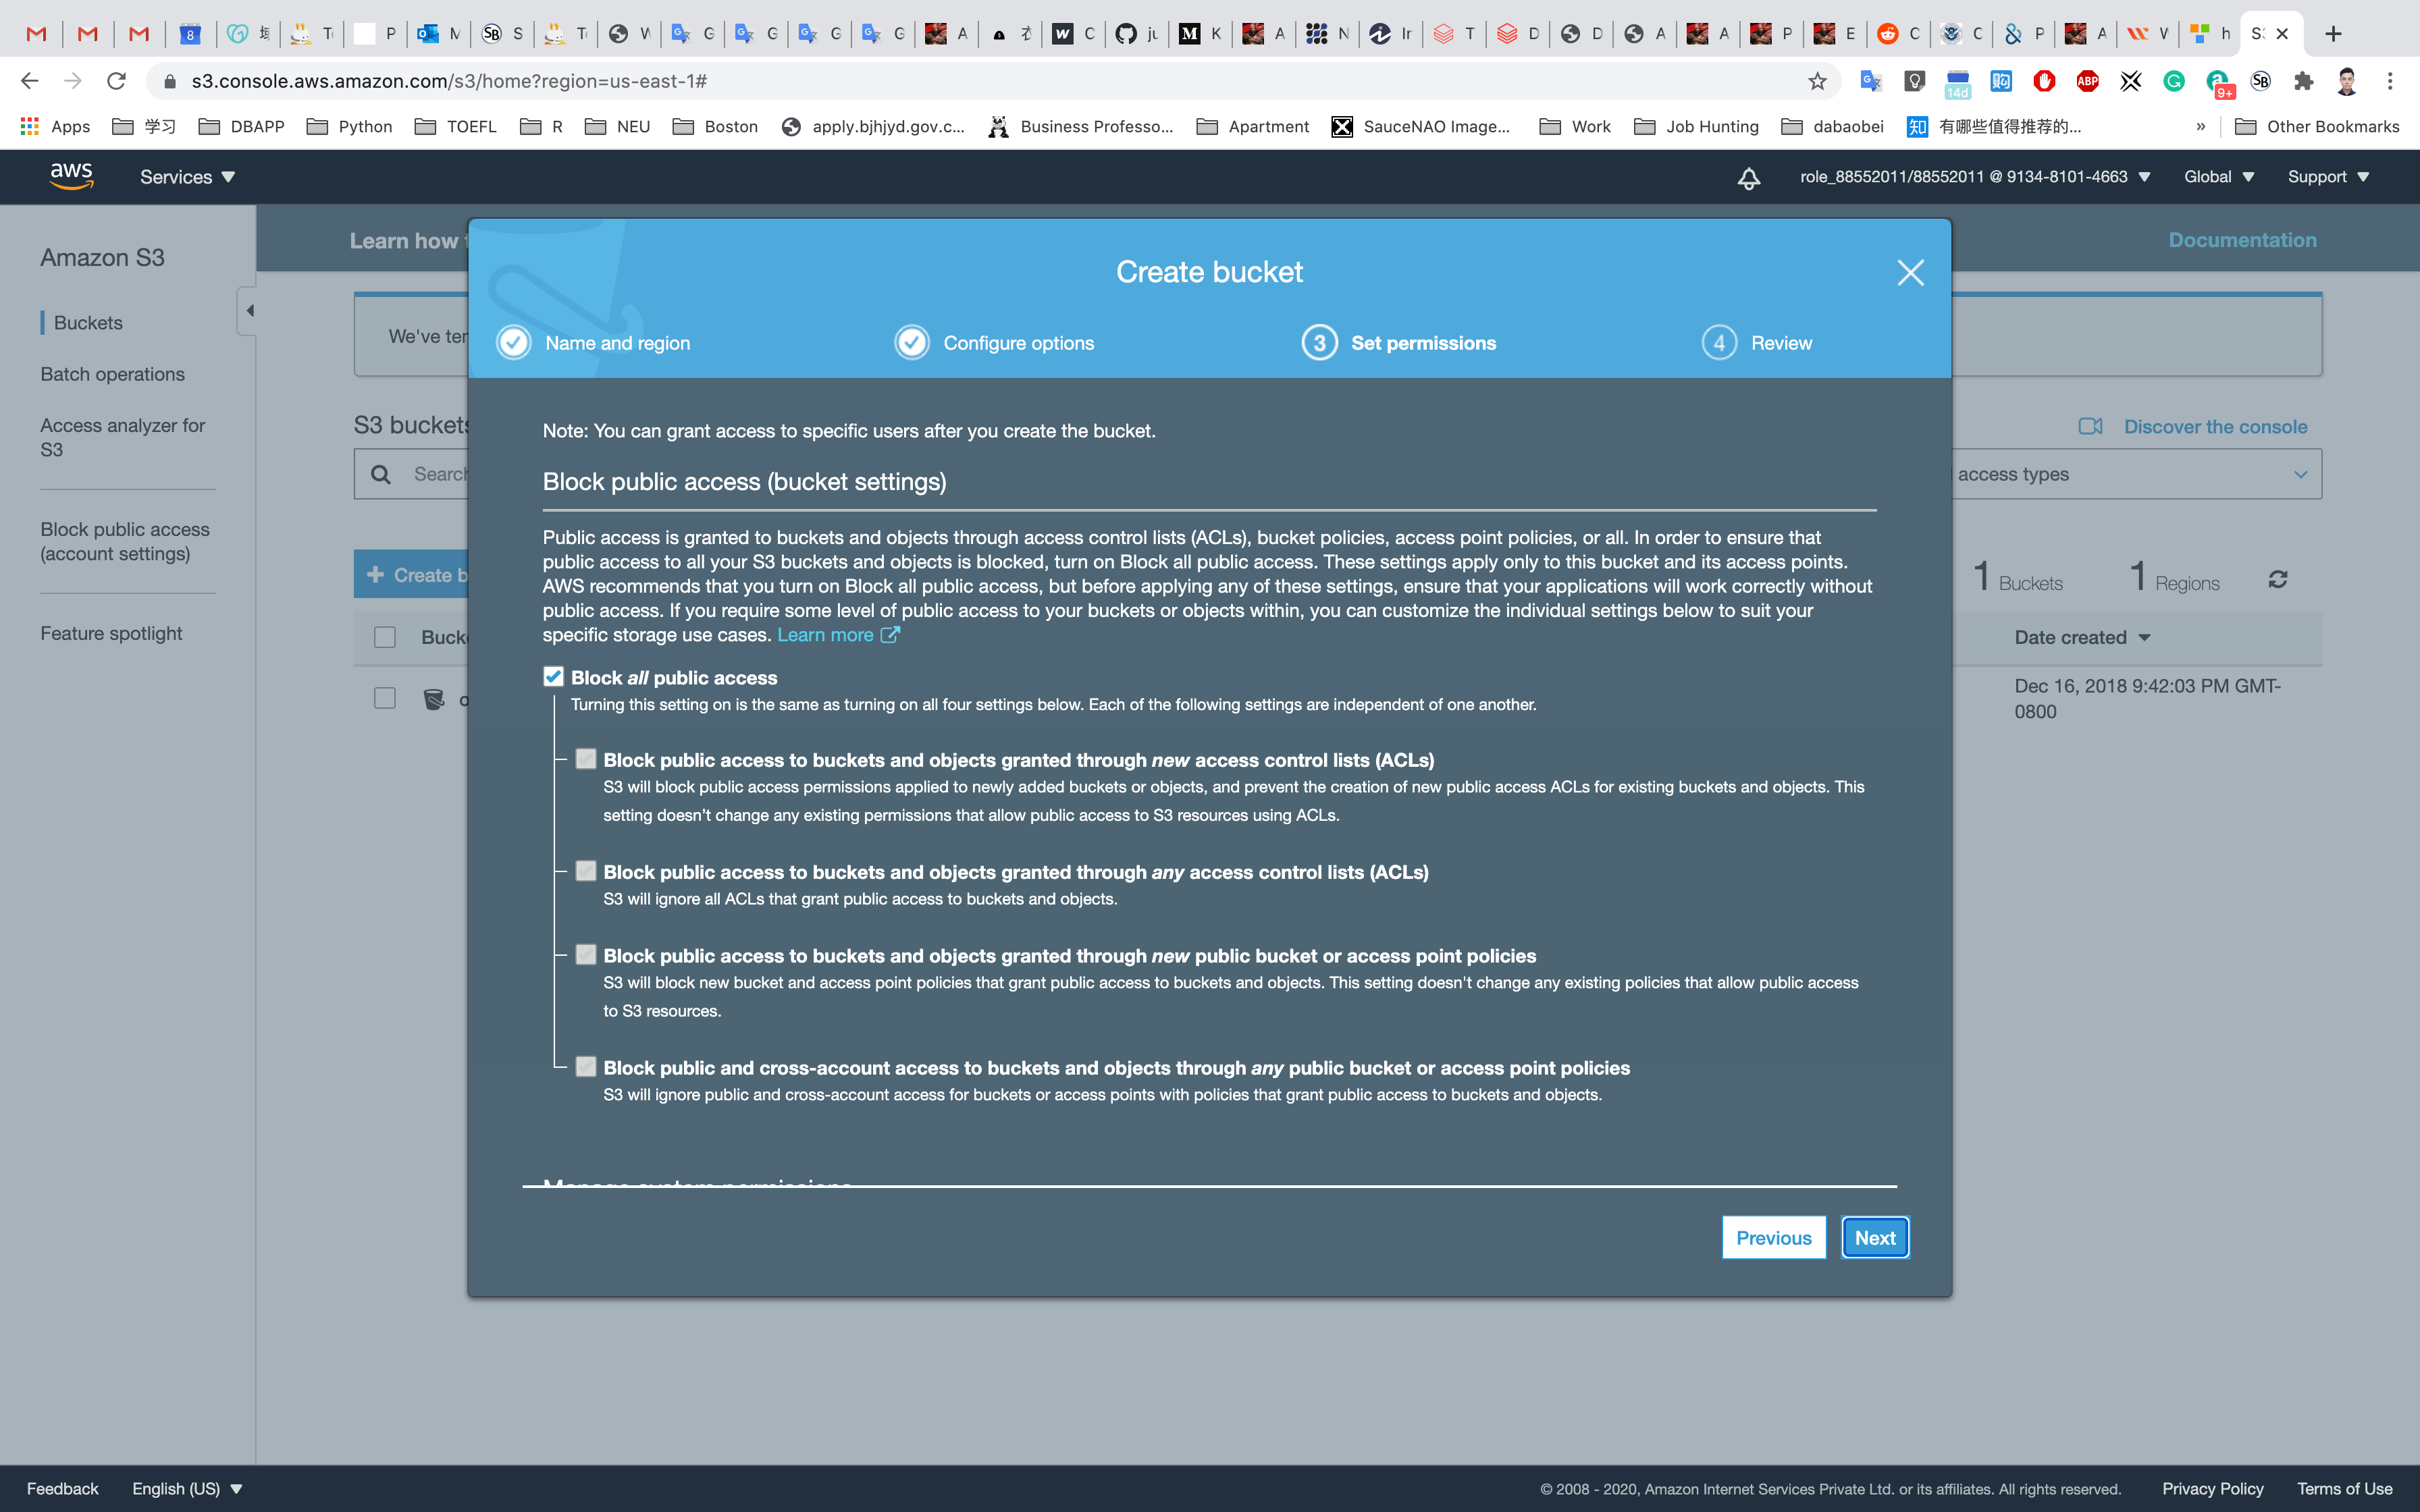 s3.console.aws.amazon.com/s3/home?region=us-east-1#
14d
ABP
9+
Apps 学习 DBAPP Python TOEFL R NEU Boston apply.bjhjyd.gov.c... Business Professo... Apartment SauceNAO Image... Work Job Hunting dabaobei 知 有哪些值得推荐的... » Other Bookmarks
aws Services role_88552011/88552011 @ 9134-8101-4663 Global Support
Amazon S3
Buckets
Batch operations
Access analyzer for
S3
Block public access
(account settings)
Feature spotlight
Learn how
Documentation
We've
S3 buckets
Discover the console
Search
access types
+ Create
1 Buckets 1 Regions
Date created
Dec 16, 2018 9:42:03 PM GMT-
0800
Create bucket
Name and region
Configure options
3 Set permissions
4 Review
Note: You can grant access to specific users after you create the bucket.
Block public access (bucket settings)
Public access is granted to buckets and objects through access control lists (ACLs), bucket policies, access point policies, or all. In order to ensure that
public access to all your S3 buckets and objects is blocked, turn on Block all public access. These settings apply only to this bucket and its access points.
AWS recommends that you turn on Block all public access, but before applying any of these settings, ensure that your applications will work correctly without
public access. If you require some level of public access to your buckets or objects within, you can customize the individual settings below to suit your
specific storage use cases. Learn more
Block all public access
Turning this setting on is the same as turning on all four settings below. Each of the following settings are independent of one another.
Block public access to buckets and objects granted through new access control lists (ACLs)
S3 will block public access permissions applied to newly added buckets or objects, and prevent the creation of new public access ACLs for existing buckets and objects. This
setting doesn't change any existing permissions that allow public access to S3 resources using ACLs.
Block public access to buckets and objects granted through any access control lists (ACLs)
S3 will ignore all ACLs that grant public access to buckets and objects.
Block public access to buckets and objects granted through new public bucket or access point policies
S3 will block new bucket and access point policies that grant public access to buckets and objects. This setting doesn't change any existing policies that allow public access
to S3 resources.
Block public and cross-account access to buckets and objects through any public bucket or access point policies
S3 will ignore public and cross-account access for buckets or access points with policies that grant public access to buckets and objects.
Manage system permissions
Previous Next
Feedback English (US) © 2008 - 2020, Amazon Internet Services Private Ltd. or its affiliates. All rights reserved. Privacy Policy Terms of Use